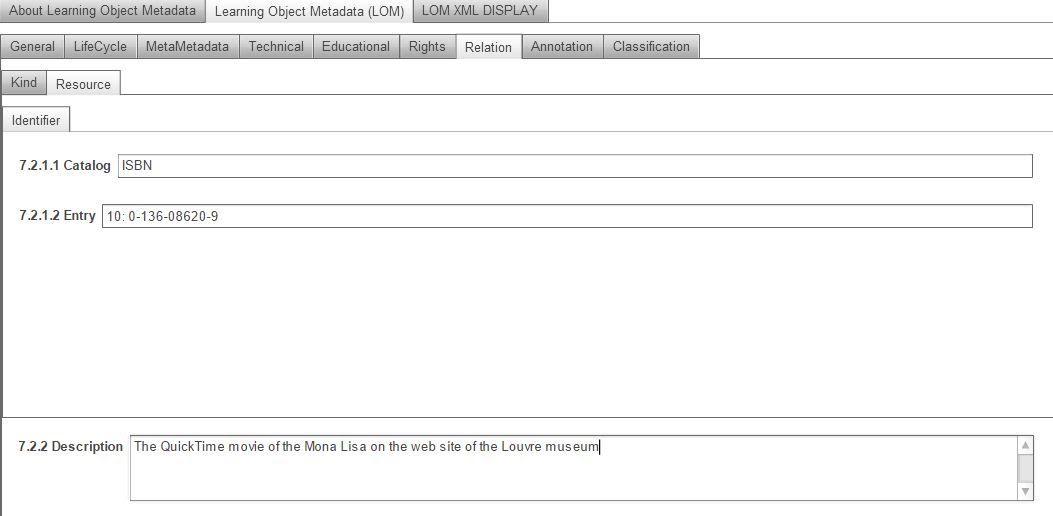 About Learning Object Metadata Learning Object Metadata (LOM) LOM XML DISPLAY
General LifeCycle MetaMetadata Technical Educational Rights Relation Annotation Classification
Kind Resource
Identifier
7.2.1.1 Catalog ISBN
7.2.1.2 Entry 10: 0-136-08620-9
7.2.2 Description The QuickTime movie of the Mona Lisa on the web site of the Louvre museum